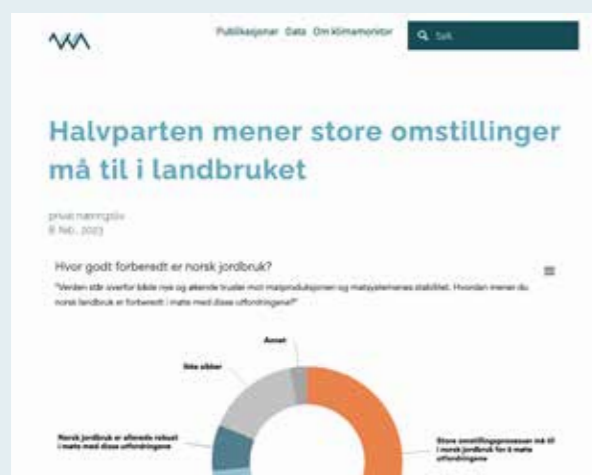 Publikasjonar Data Om Klimamonitor
Søk
Halvparten mener store omstillinger
må til i landbruket
privat næringsliv
8. feb., 2023
Hvor godt forberedt er norsk jordbruk?
"Verden står overfor både nye og økende trusler mot matproduksjonen og matsystemenes stabilitet. Hvordan mener du
norsk landbruk er forberedt i møte med disse utfordringene?"
Annet
Ikke sikker
Norsk jordbruk er allerede robust
i møte med disse utfordringene
Store omstillingsprosesser må til
i norsk jordbruk for å møte
utfordringene